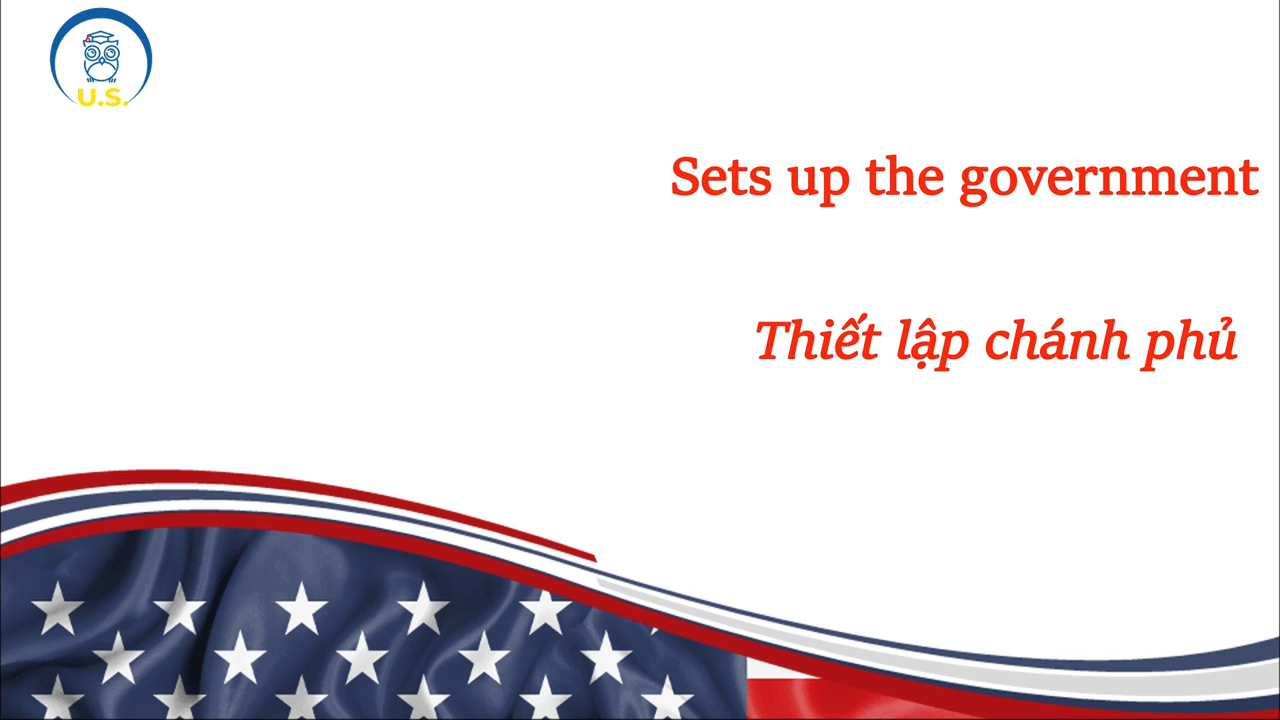 U.S.
Sets up the government
Thiết lập chánh phủ